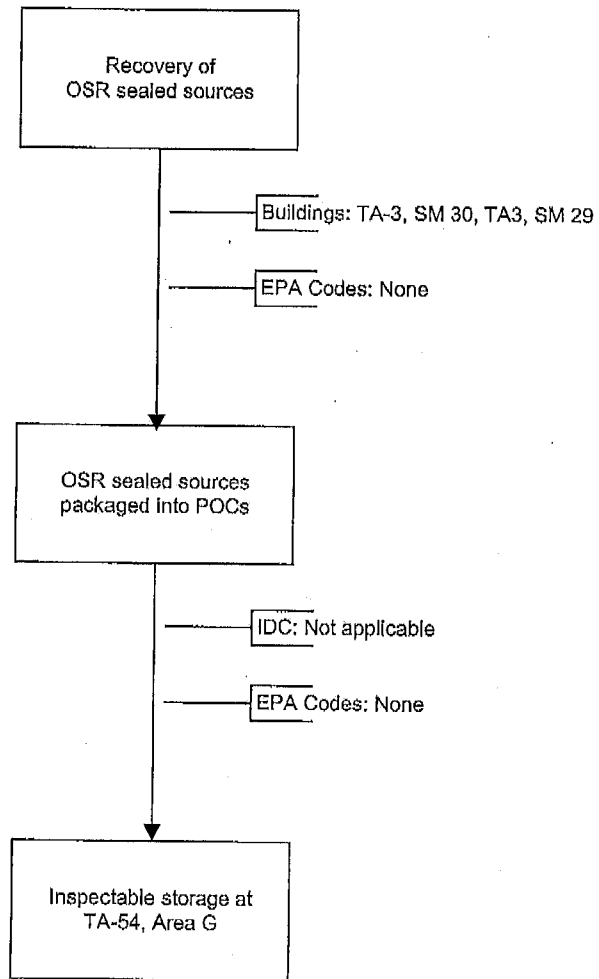 Recovery of
OSR sealed sources
Buildings: TA-3, SM 30, TA3, SM 29
EPA Codes: None
OSR sealed sources
packaged into POCs
IDC: Not applicable
EPA Codes: None
Inspectable storage at
TA-54, Area G